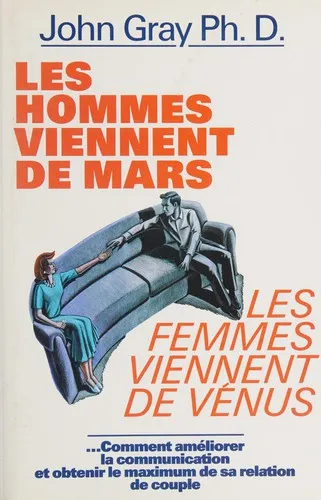 John Gray Ph. D.
LES
HOMMES
VIENNENT
DE MARS
LES
FEMMES
VIENNENT
DE VÉNUS
...Comment améliorer
la communication
et obtenir le maximum de sa relation
de couple